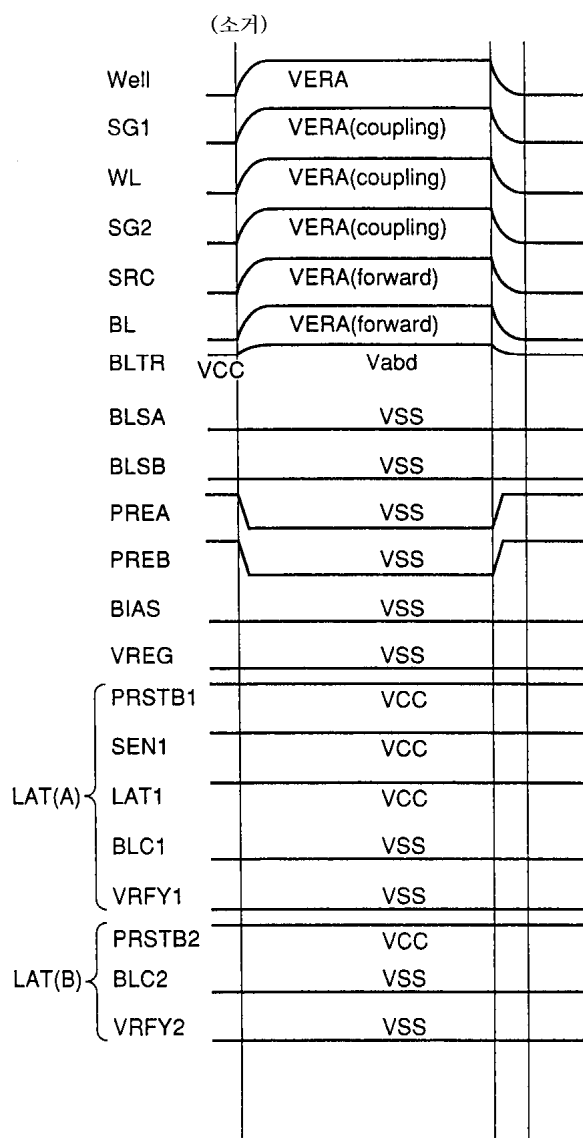 (소거)
Well VERA
SG1 VERA(coupling)
WL VERA(coupling)
SG2 VERA(coupling)
SRC VERA(forward)
BL VERA(forward)
BLTR VCC Vabd
BLSA VSS
BLSB VSS
PREA VSS
PREB VSS
BIAS VSS
VREG VSS
PRSTB1 VCC
SEN1 VCC
LAT(A) LAT1 VCC
BLC1 VSS
VRFY1 VSS
PRSTB2 VCC
LAT(B) BLC2 VSS
VRFY2 VSS